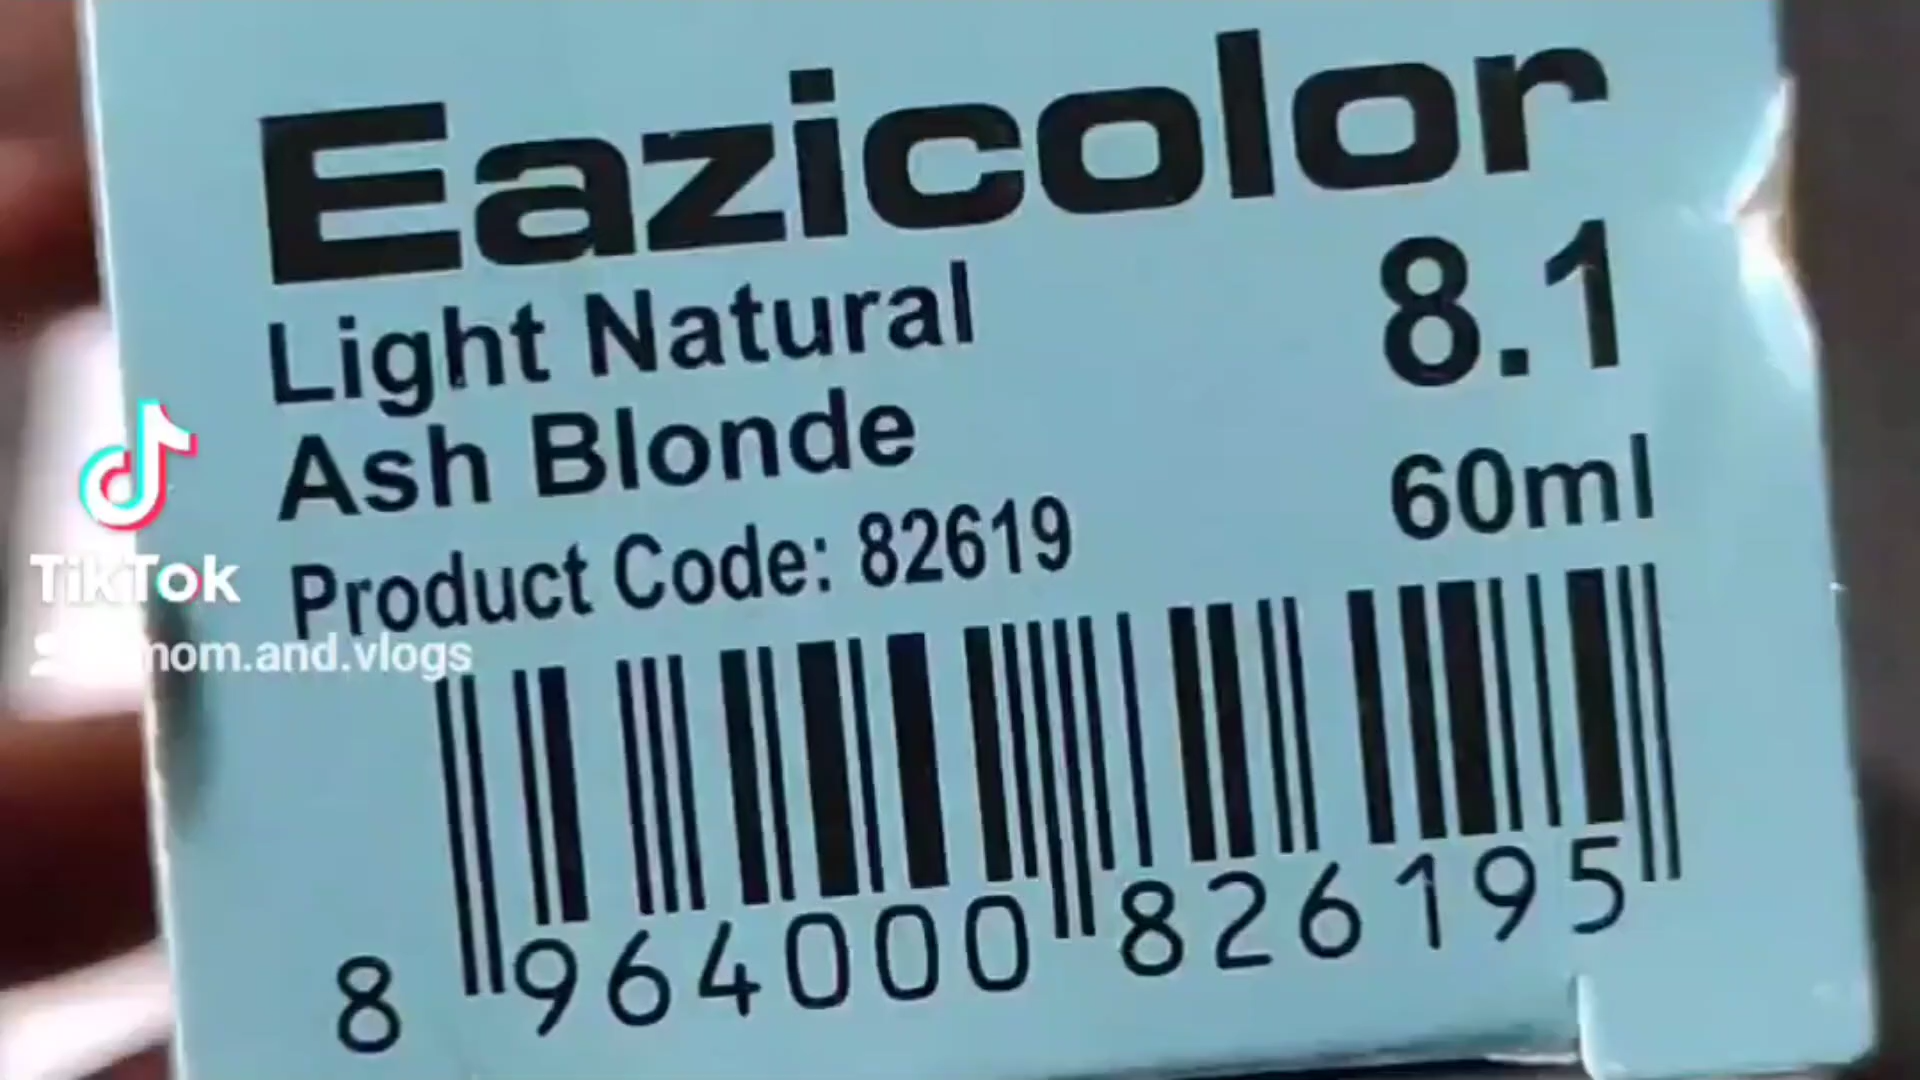 Eazicolor
Light Natural
8.1
Ash Blonde
60ml
Product Code: 82619
TikTok
mom.and.vlogs
8 964000 826195